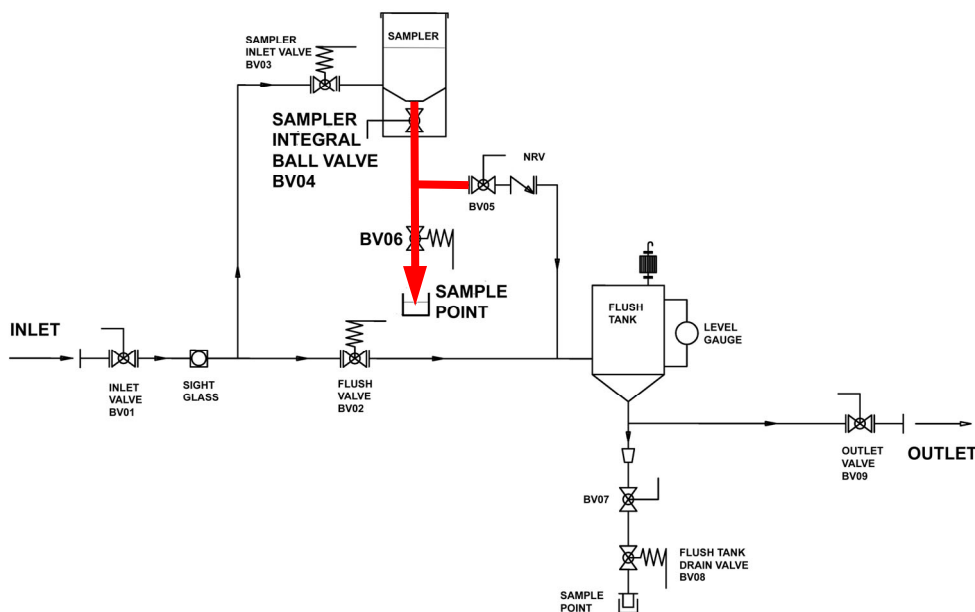 SAMPLER
INLET VALVE
BV03
SAMPLER
SAMPLER
INTEGRAL
BALL VALVE
BV04
NRV
BV05
BV06
SAMPLE
POINT
FLUSH
TANK
LEVEL
GAUGE
INLET
INLET
VALVE
BV01
SIGHT
GLASS
FLUSH
VALVE
BV02
OUTLET
VALVE
BV09
OUTLET
BV07
FLUSH TANK
DRAIN VALVE
BV08
SAMPLE
POINT